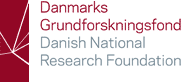 Danmarks
Grundforskningsfond
Danish National
Research Foundation